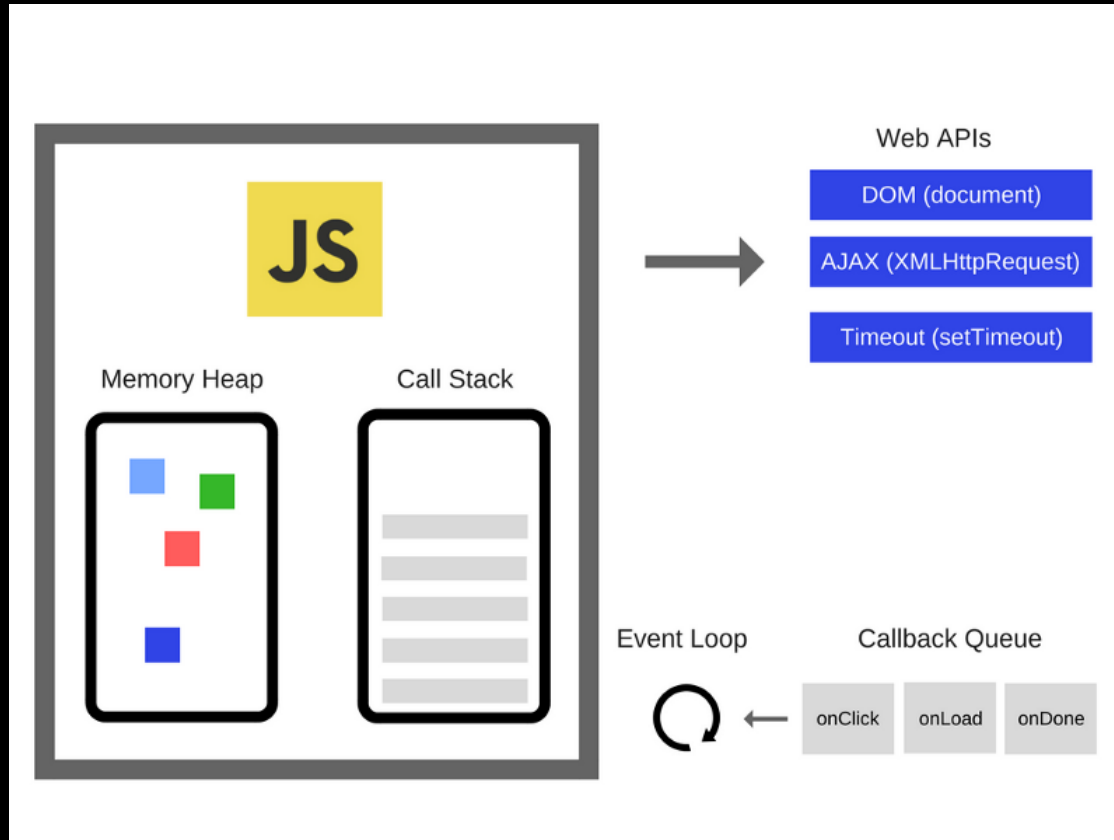 Web APIs
DOM (document)
JS
AJAX (XMLHttpRequest)
Timeout (setTimeout)
Memory Heap
Call Stack
Event Loop
Callback Queue
onClick
onLoad
onDone